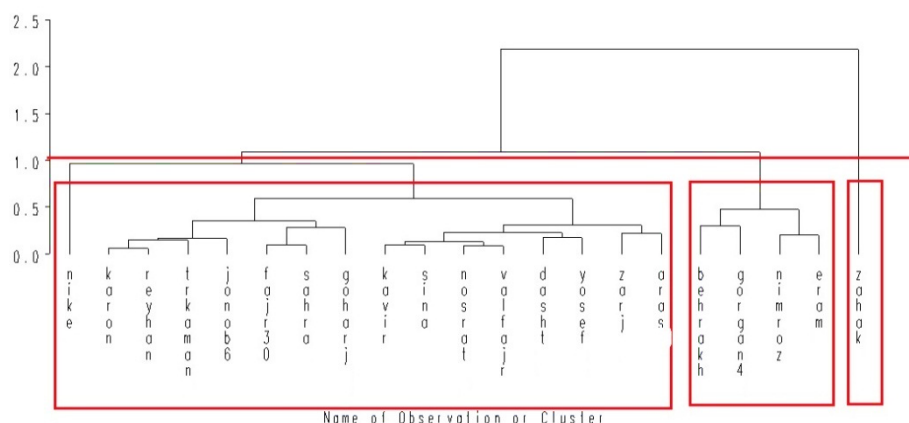 2.5
2.0
1.5
1.0
0.5
0.0
nike
karon
reyhan
trkaman
jonob6
fajr30
sahra
goharj
kavir
sina
nosrat
valfajr
dasht
yosef
zarj
aras
behrakh
gorgan4
nimroz
eram
zahak
Name of Observation or Cluster